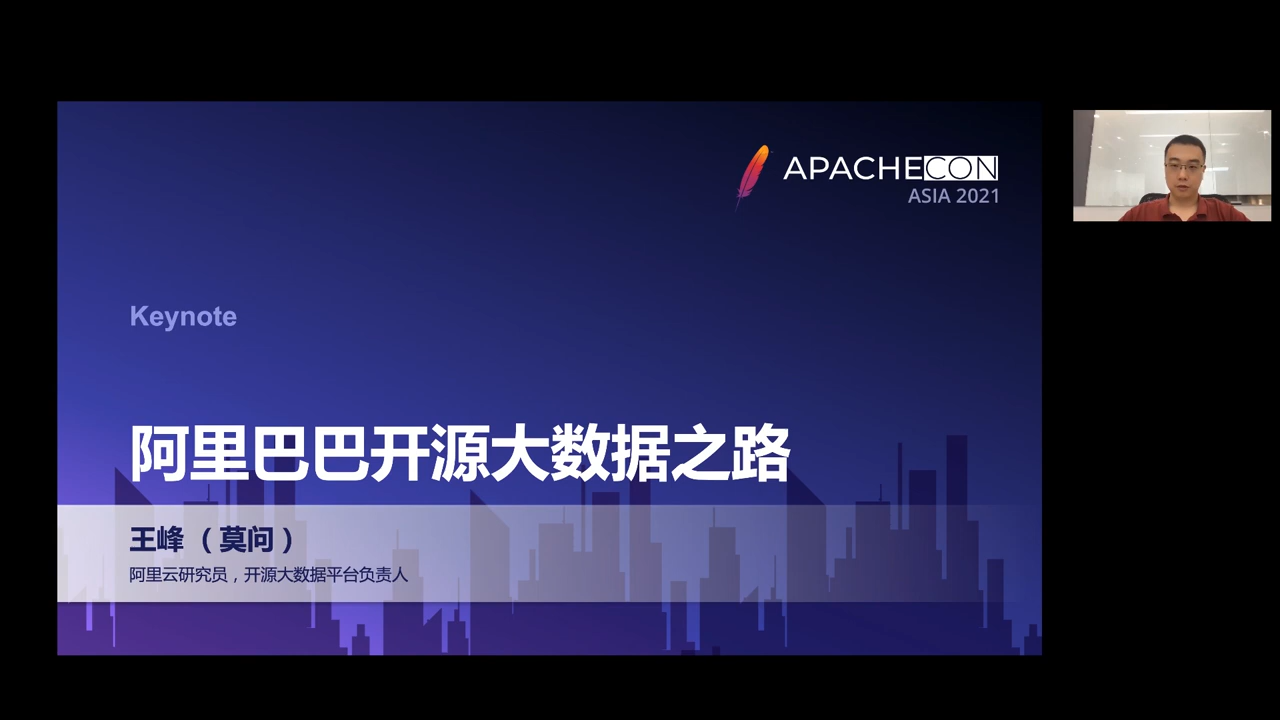 APACHECON
ASIA 2021
Keynote
阿里巴巴开源大数据之路
王峰 （莫问）
阿里云研究员，开源大数据平台负责人